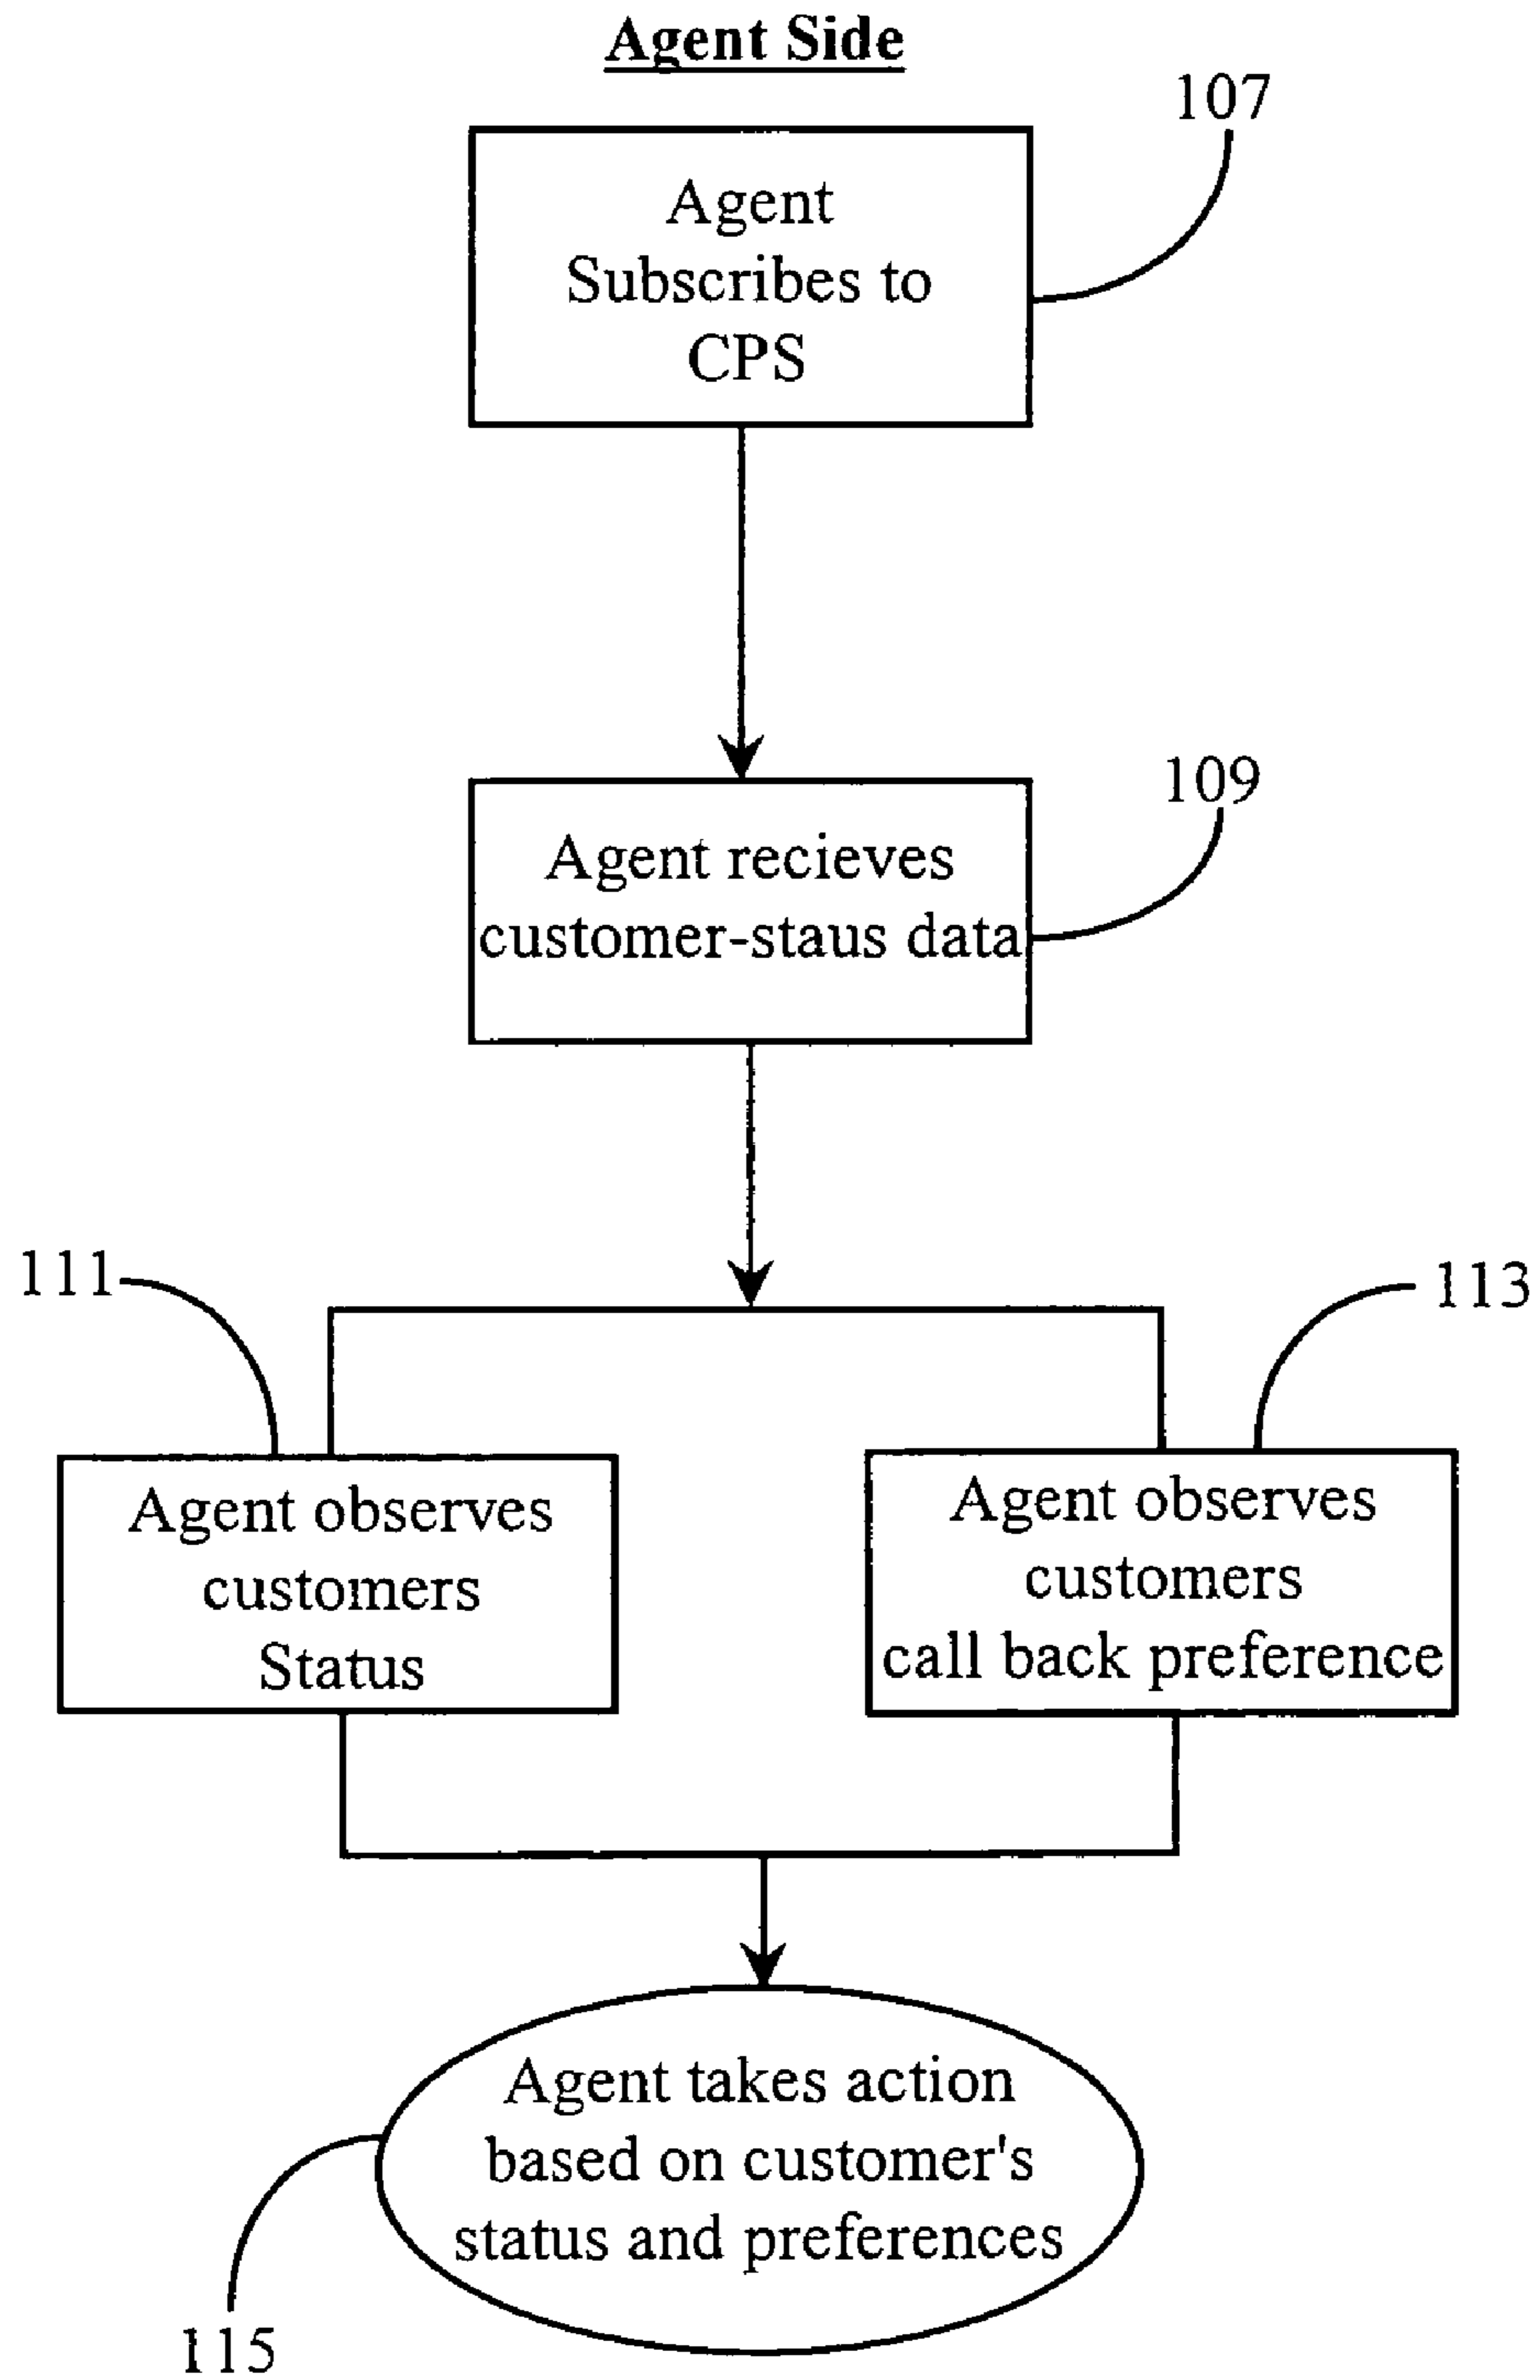 Agent Side
107
Agent
Subscribes to
CPS
109
Agent recieves
customer-staus data
111
113
Agent observes
customers
Status
Agent observes
customers
call back preference
Agent takes action
based on customer's
status and preferences
115